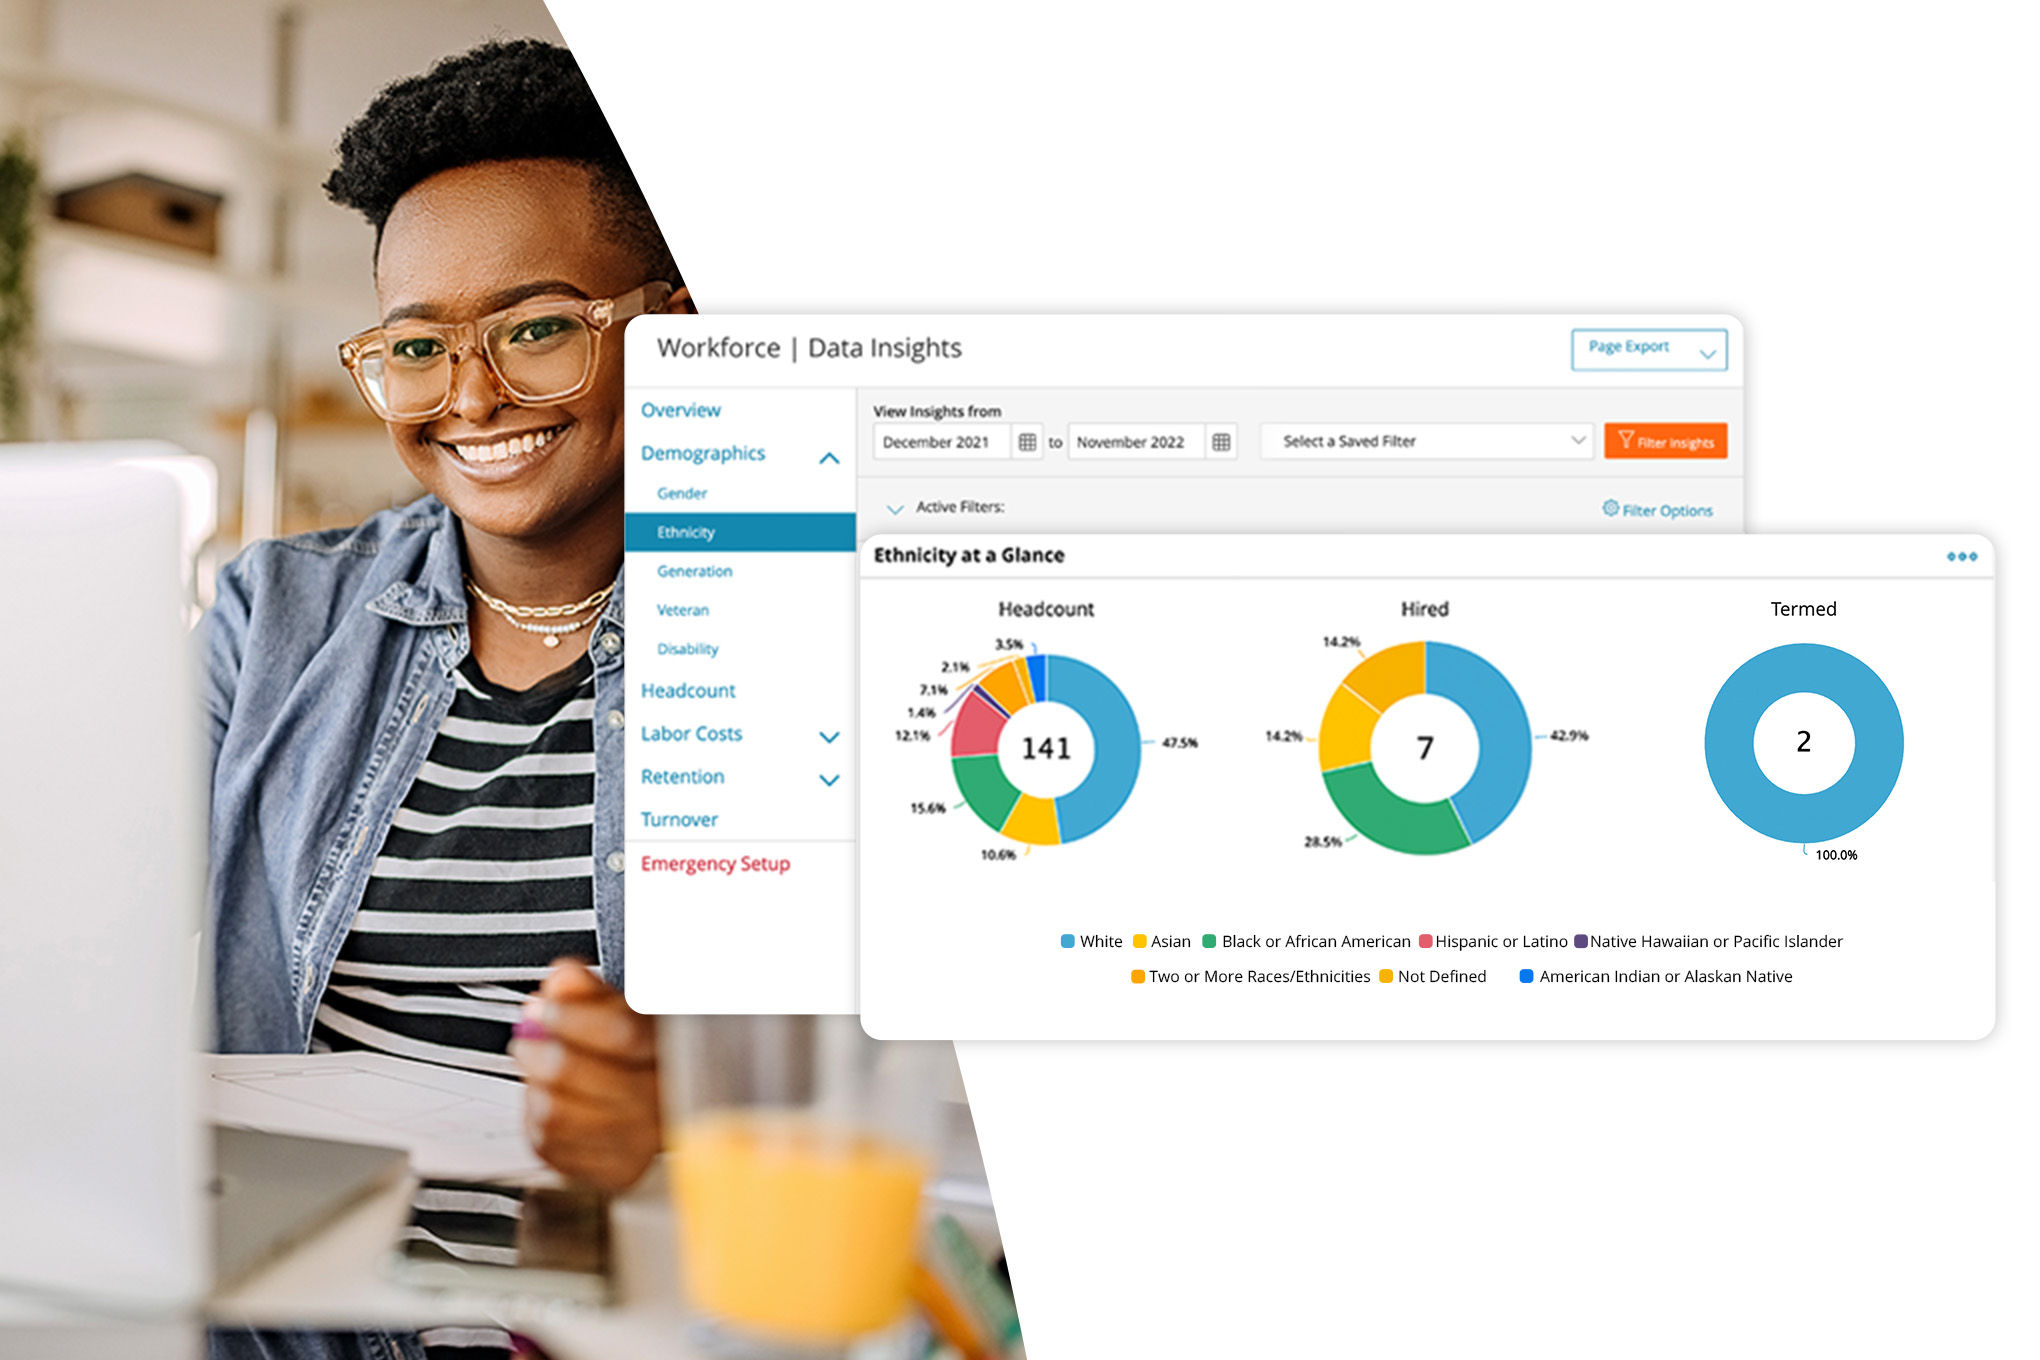 Workforce | Data Insights
Page Export
Overview
Demographics
Gender
Ethnicity
Generation
Veteran
Disability
Headcount
Labor Costs
Retention
Turnover
Emergency Setup
View Insights from
December 2021 to November 2022
Select a Saved Filter
Filter Insights
Active Filters:
Filter Options
Ethnicity at a Glance
Headcount
3.5%
2.1%
7.1%
1.4%
12.1%
15.6%
10.6%
47.5%
141
Hired
14.2%
14.2%
28.5%
42.9%
7
Termed
2
100.0%
White Asian Black or African American Hispanic or Latino Native Hawaiian or Pacific Islander
Two or More Races/Ethnicities Not Defined American Indian or Alaskan Native